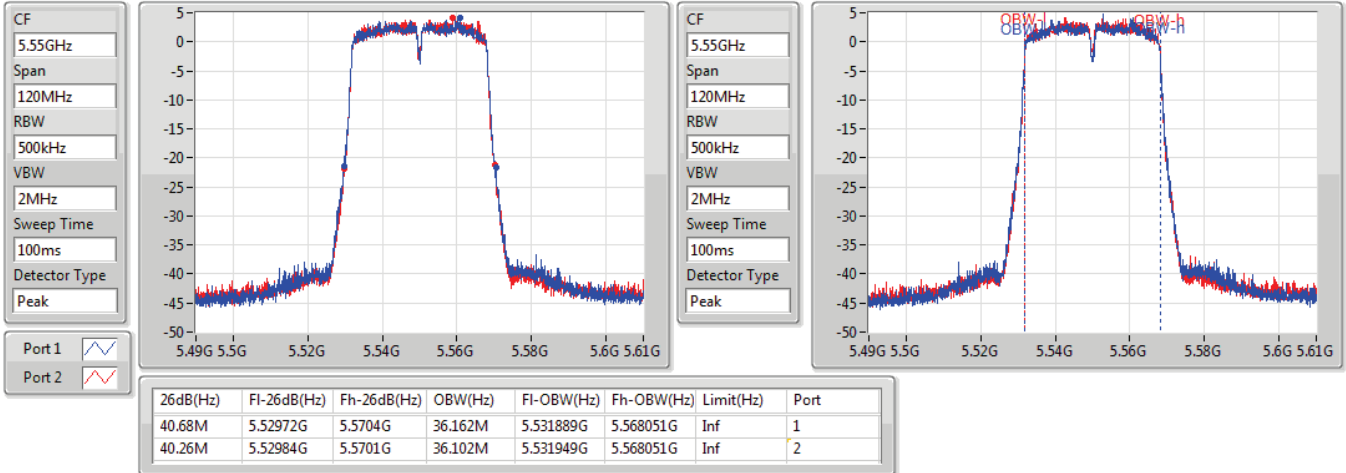 CF
5.55GHz
Span
120MHz
RBW
500kHz
VBW
2MHz
Sweep Time
100ms
Detector Type
Peak
Port 1
Port 2
5
0
-5
-10
-15
-20
-25
-30
-35
-40
-45
-50
5.49G 5.5G 5.52G 5.54G 5.56G 5.58G 5.6G 5.61G
CF
5.55GHz
Span
120MHz
RBW
500kHz
VBW
2MHz
Sweep Time
100ms
Detector Type
Peak
5
0
-5
-10
-15
-20
-25
-30
-35
-40
-45
-50
OBW-l OBW-h
OBW-l OBW-h
5.49G 5.5G 5.52G 5.54G 5.56G 5.58G 5.6G 5.61G
26dB(Hz) Fl-26dB(Hz) Fh-26dB(Hz) OBW(Hz) Fl-OBW(Hz) Fh-OBW(Hz) Limit(Hz) Port
40.68M 5.52972G 5.5704G 36.162M 5.531889G 5.568051G Inf 1
40.26M 5.52984G 5.5701G 36.102M 5.531949G 5.568051G Inf 2